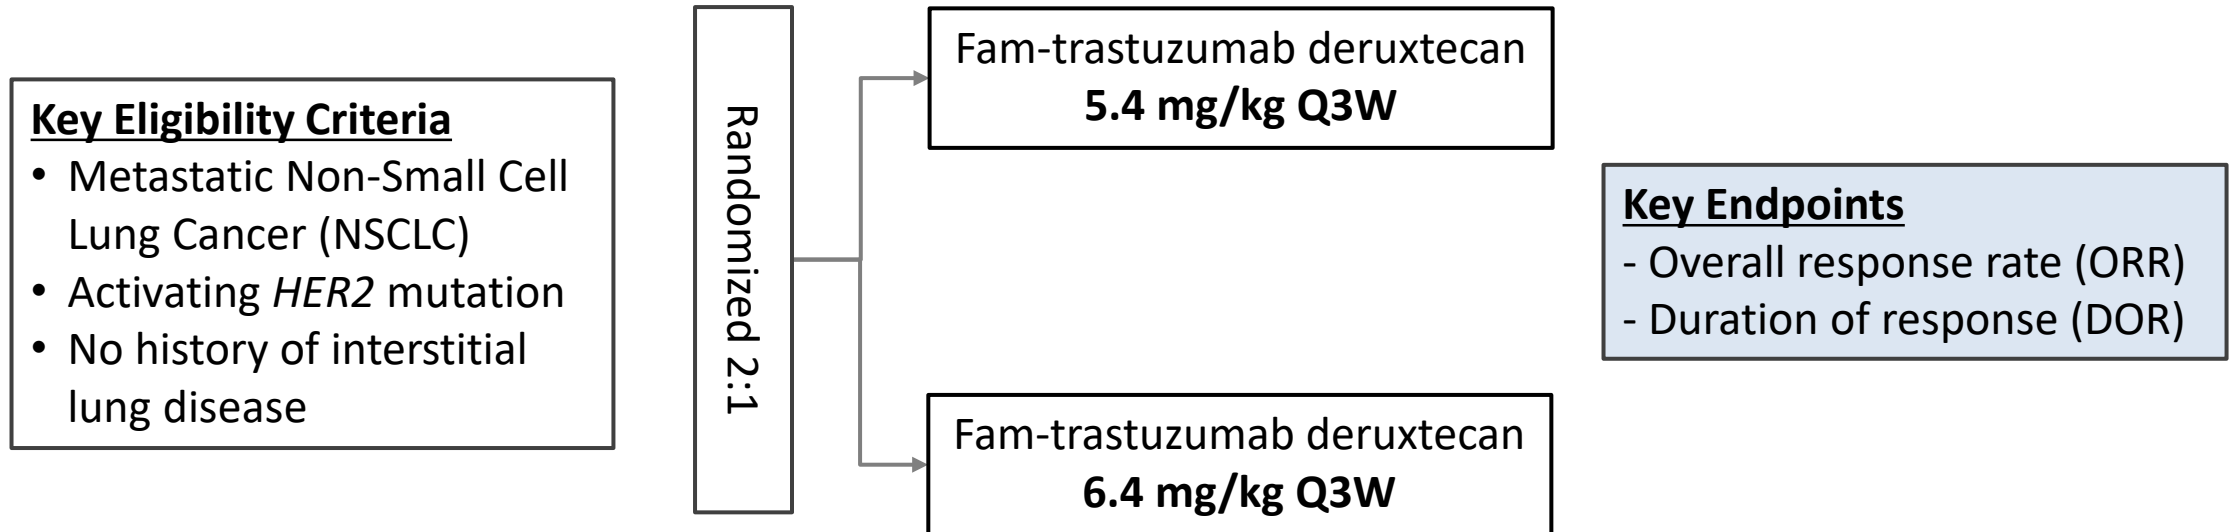 Key Eligibility Criteria
• Metastatic Non-Small Cell
Lung Cancer (NSCLC)
• Activating HER2 mutation
• No history of interstitial
lung disease
Randomized 2:1
Fam-trastuzumab deruxtecan
5.4 mg/kg Q3W
Fam-trastuzumab deruxtecan
6.4 mg/kg Q3W
Key Endpoints
- Overall response rate (ORR)
- Duration of response (DOR)